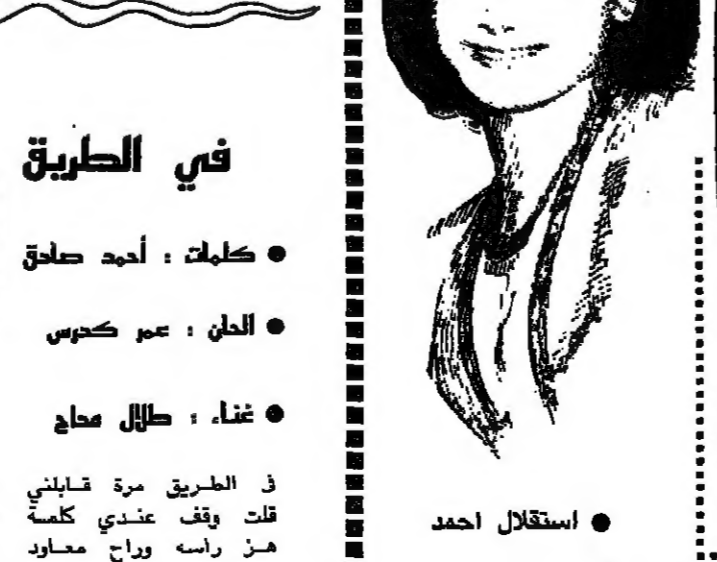 استقلال احمد
في الطريق
كلمات : أحمد صادق
الحان : عمر كدرس
غناء : طلال مداح
في الطريق مرة قابلني
قلت وقف عندي كلمة
هز راسه وراح معاود